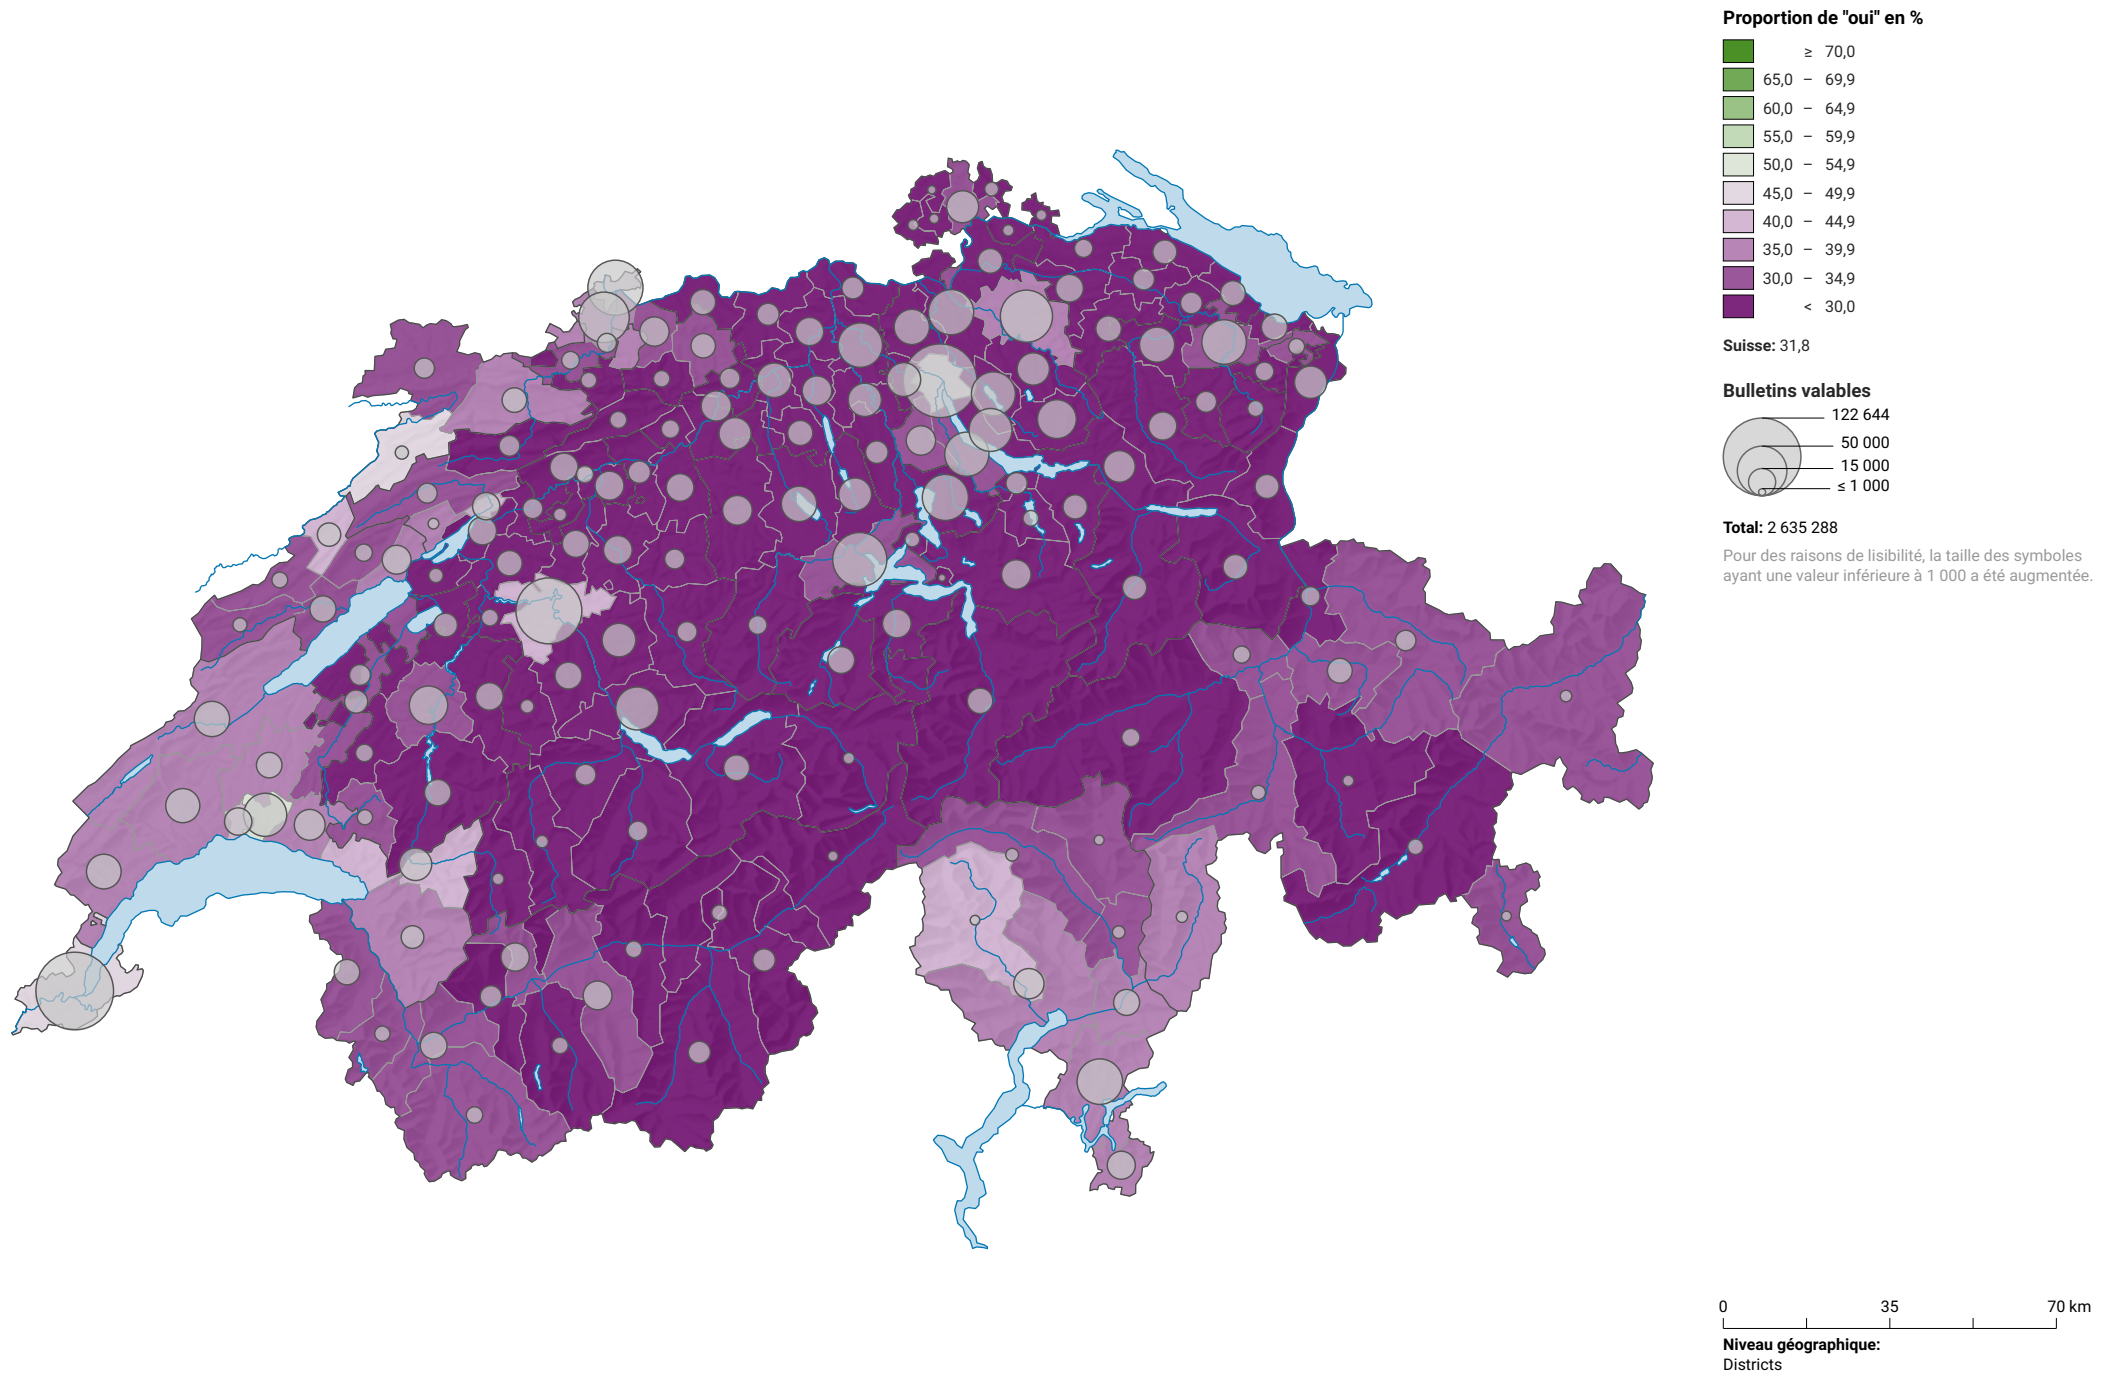 Proportion de "oui" en %
≥ 70,0
65,0 – 69,9
60,0 – 64,9
55,0 – 59,9
50,0 – 54,9
45,0 – 49,9
40,0 – 44,9
35,0 – 39,9
30,0 – 34,9
< 30,0
Suisse: 31,8
Bulletins valables
122 644
50 000
15 000
≤ 1 000
Total: 2 635 288
Pour des raisons de lisibilité, la taille des symboles
ayant une valeur inférieure à 1 000 a été augmentée.
0 35 70 km
Niveau géographique:
Districts